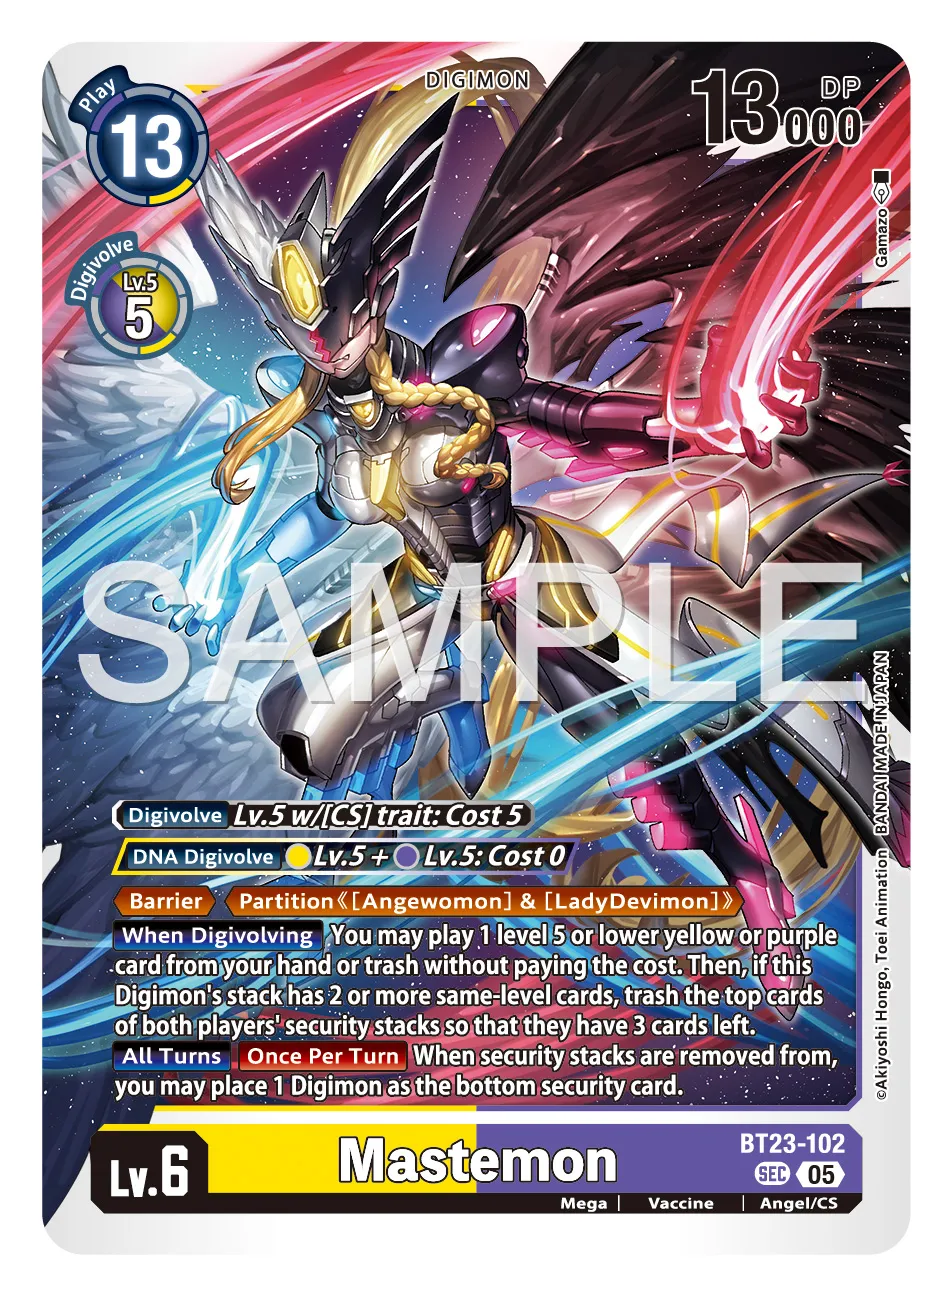 DIGIMON
Play
13
13000
DP
Digivolve
Lv.5
5
Gamazo
SAMPLE
Digivolve Lv.5 w/[CS] trait: Cost 5
DNA Digivolve Lv.5 + Lv.5: Cost 0
Barrier Partition《[Angewomon] & [LadyDevimon]》
When Digivolving You may play 1 level 5 or lower yellow or purple
card from your hand or trash without paying the cost. Then, if this
Digimon's stack has 2 or more same-level cards, trash the top cards
of both players' security stacks so that they have 3 cards left.
All Turns Once Per Turn When security stacks are removed from,
you may place 1 Digimon as the bottom security card.
©Akiyoshi Hongo, Toei Animation BANDAI MADE IN JAPAN
Lv.6
Mastemon
BT23-102
SEC 05
Mega | Vaccine | Angel/CS